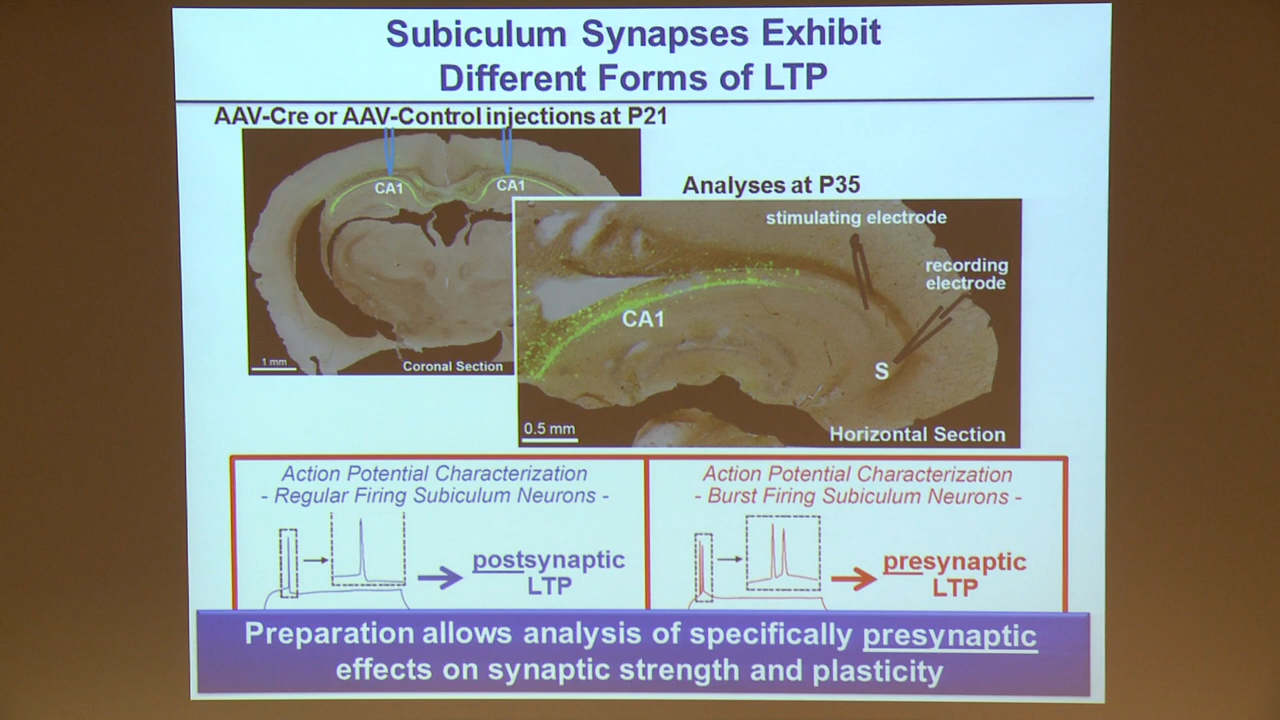 Subiculum Synapses Exhibit
Different Forms of LTP
AAV-Cre or AAV-Control injections at P21
CA1
CA1
1 mm
Coronal Section
Analyses at P35
stimulating electrode
recording
electrode
CA1
S
0.5 mm
Horizontal Section
Action Potential Characterization
- Regular Firing Subiculum Neurons -
postsynaptic
LTP
Action Potential Characterization
- Burst Firing Subiculum Neurons -
presynaptic
LTP
Preparation allows analysis of specifically presynaptic
effects on synaptic strength and plasticity